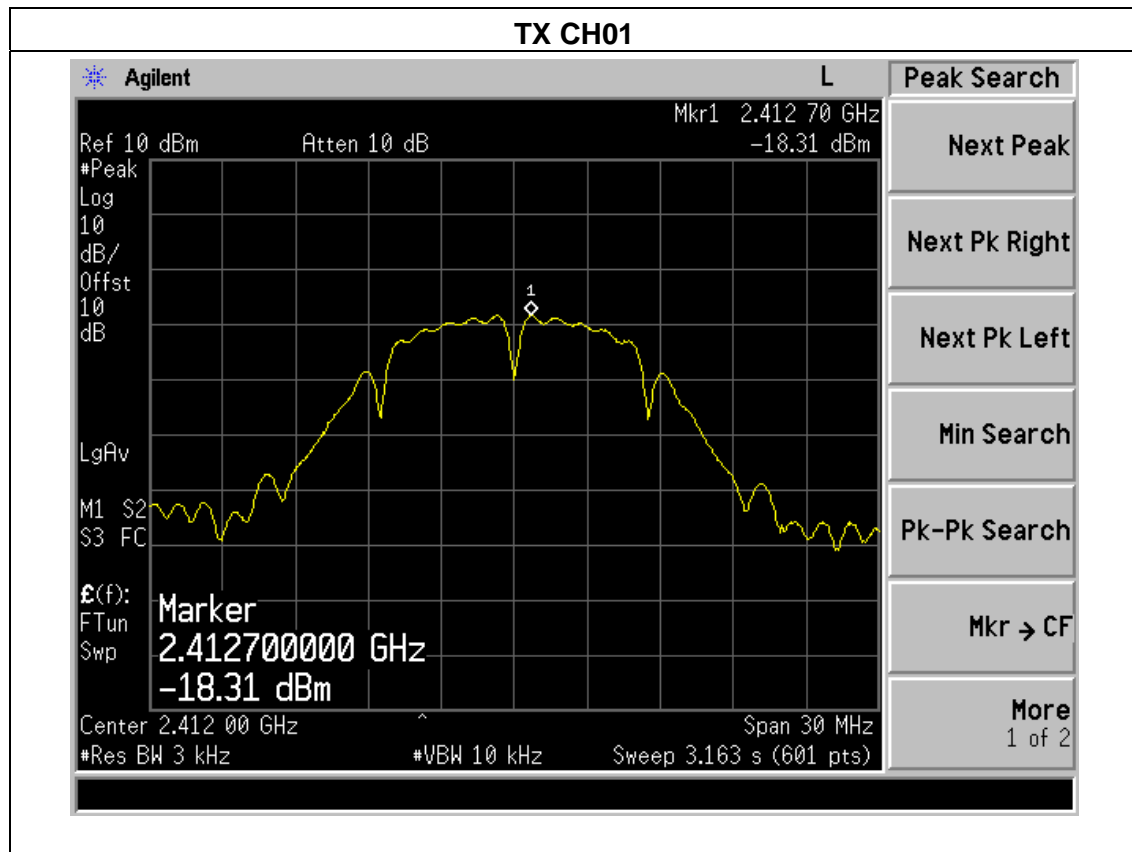 TX CH01
Agilent
L
Peak Search
Mkr1 2.412 70 GHz
Ref 10 dBm Atten 10 dB -18.31 dBm
#Peak
Log
10
dB/
Offst
10
dB
1
LgAv
M1 S2
S3 FC
£(f):
FTun
Swp
Marker
2.412700000 GHz
-18.31 dBm
Center 2.412 00 GHz ^ Span 30 MHz
#Res BW 3 kHz #VBW 10 kHz Sweep 3.163 s (601 pts)
Next Peak
Next Pk Right
Next Pk Left
Min Search
Pk-Pk Search
Mkr → CF
More
1 of 2